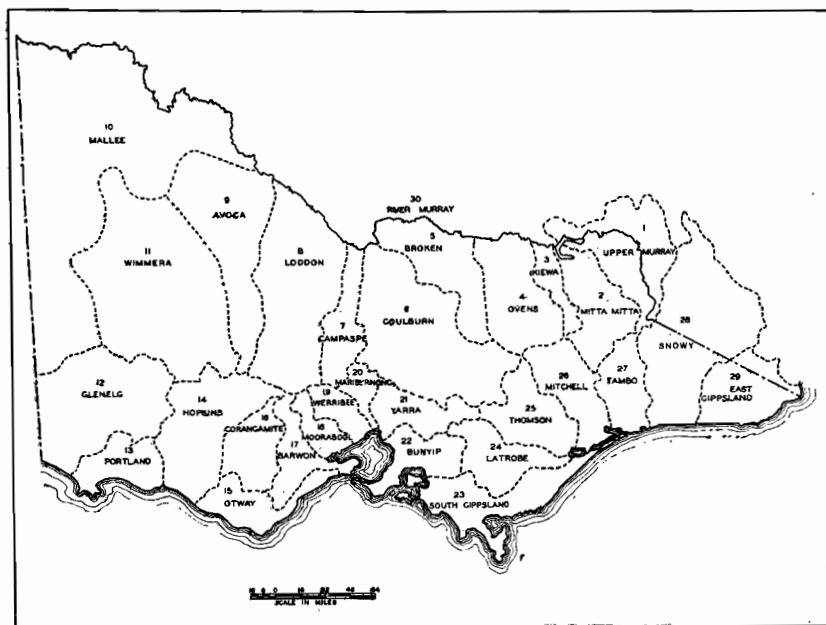 10
MALLEE
30
RIVER MURRAY
9
AVOCA
5
BROKEN
1
UPPER MURRAY
3
KIEWA
11
WIMMERA
8
LODDON
2
MITTA MITTA
4
OVENS
6
GOULBURN
28
SNOWY
7
CAMPASPE
12
GLENELG
14
HOPKINS
20
MARIBYRNONG
26
MITCHELL
27
TAMBO
29
EAST
GIPPSLAND
19
WERRIBEE
21
YARRA
25
THOMSON
16
CORANGAMITE
18
MOORABOOL
17
BARWON
22
BUNYIP
24
LATROBE
13
PORTLAND
15
OTWAY
23
SOUTH GIPPSLAND
SCALE IN MILES